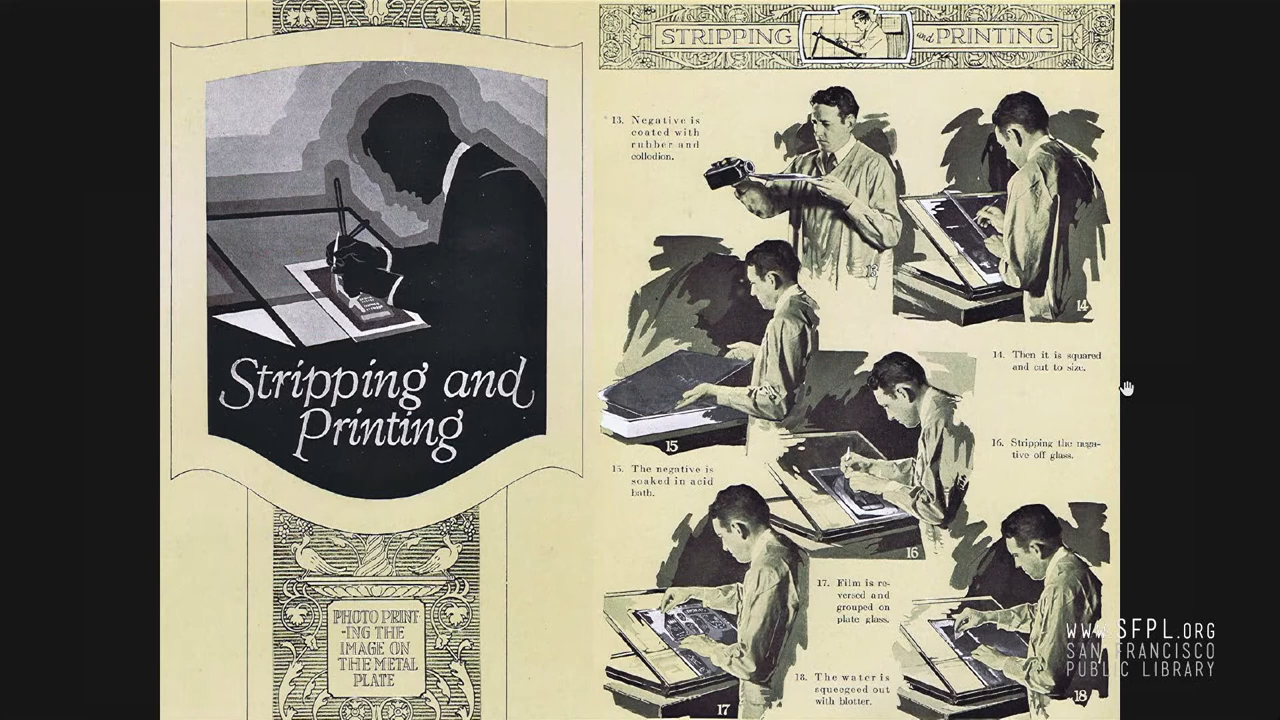 Stripping and
Printing
PHOTO PRINT
-ING THE
IMAGE ON
THE METAL
PLATE
STRIPPING and PRINTING
13. Negative is
coated with
rubber and
collodion.
13
14
14. Then it is squared
and cut to size.
15
15. The negative is
soaked in acid
bath.
16. Stripping the nega-
tive off glass.
16
17. Film is re-
versed and
grouped on
plate glass.
17
18. The water is
squeegeed out
with blotter.
18
WWW.SFPL.ORG
SAN FRANCISCO
PUBLIC LIBRARY